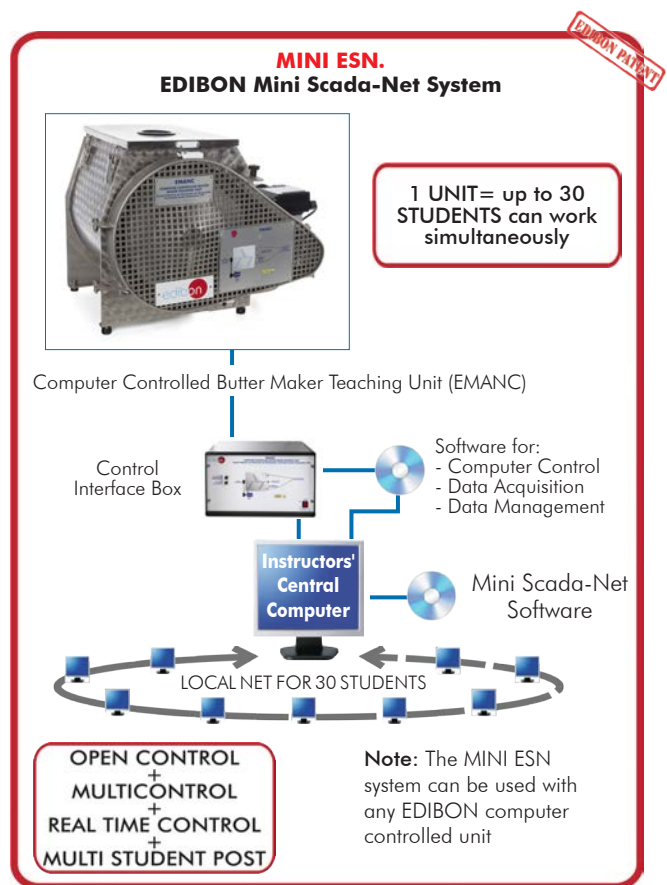 EDIBON PATENT
MINI ESN.
EDIBON Mini Scada-Net System
EMANC
edibon
1 UNIT= up to 30
STUDENTS can work
simultaneously
Computer Controlled Butter Maker Teaching Unit (EMANC)
Control
Interface Box
Software for:
- Computer Control
- Data Acquisition
- Data Management
Instructors'
Central
Computer
Mini Scada-Net
Software
LOCAL NET FOR 30 STUDENTS
OPEN CONTROL
+
MULTICONTROL
+
REAL TIME CONTROL
+
MULTI STUDENT POST
Note: The MINI ESN
system can be used with
any EDIBON computer
controlled unit